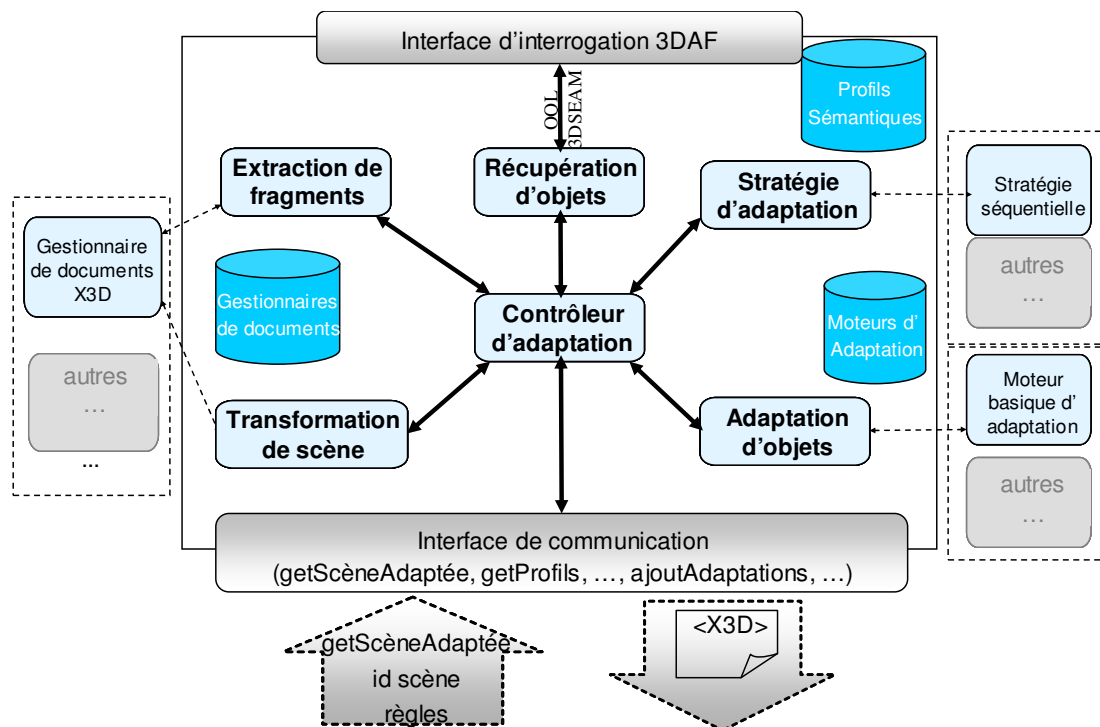 Interface d'interrogation 3DAF
OQL
3DSEAM
Profils
Sémantiques
Extraction de
fragments
Récupération
d'objets
Stratégie
d'adaptation
Stratégie
séquentielle
autres
…
Gestionnaire
de documents
X3D
autres
…
...
Gestionnaires
de documents
Contrôleur
d'adaptation
Moteurs d'
Adaptation
Transformation
de scène
Adaptation
d'objets
Moteur
basique d'
adaptation
autres
…
Interface de communication
(getScèneAdaptée, getProfils, …, ajoutAdaptations, …)
getScèneAdaptée
id scène
règles
<X3D>